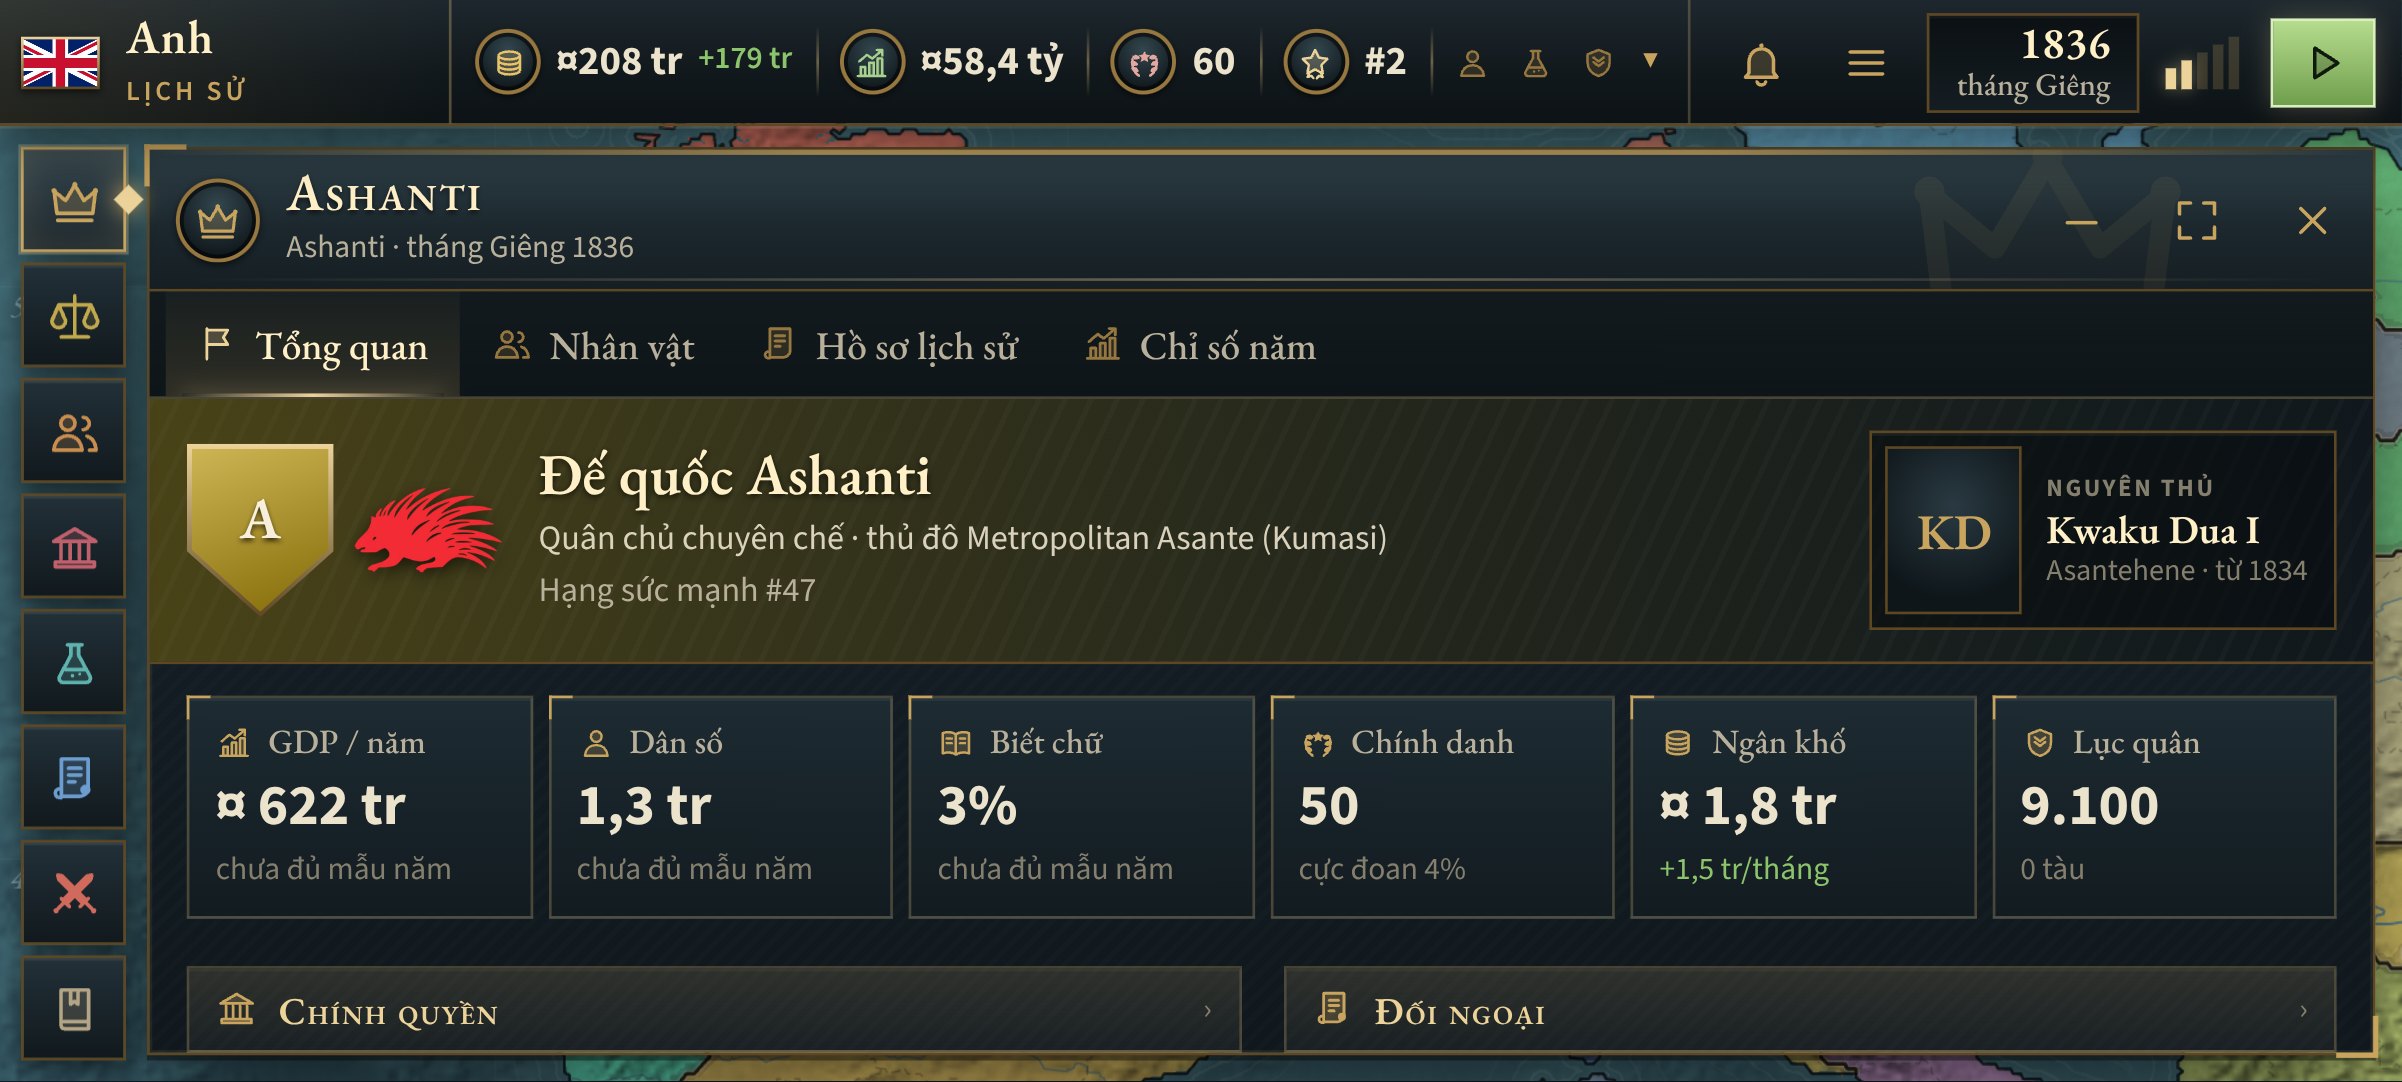 Anh
LỊCH SỬ
¤208 tr +179 tr
¤58,4 tỷ
60
#2
1836
tháng Giêng
ASHANTI
Ashanti · tháng Giêng 1836
Tổng quan
Nhân vật
Hồ sơ lịch sử
Chỉ số năm
A
Đế quốc Ashanti
Quân chủ chuyên chế · thủ đô Metropolitan Asante (Kumasi)
Hạng sức mạnh #47
KD
NGUYÊN THỦ
Kwaku Dua I
Asantehene · từ 1834
GDP / năm
¤ 622 tr
chưa đủ mẫu năm
Dân số
1,3 tr
chưa đủ mẫu năm
Biết chữ
3%
chưa đủ mẫu năm
Chính danh
50
cực đoan 4%
Ngân khố
¤ 1,8 tr
+1,5 tr/tháng
Lục quân
9.100
0 tàu
CHÍNH QUYỀN
ĐỐI NGOẠI